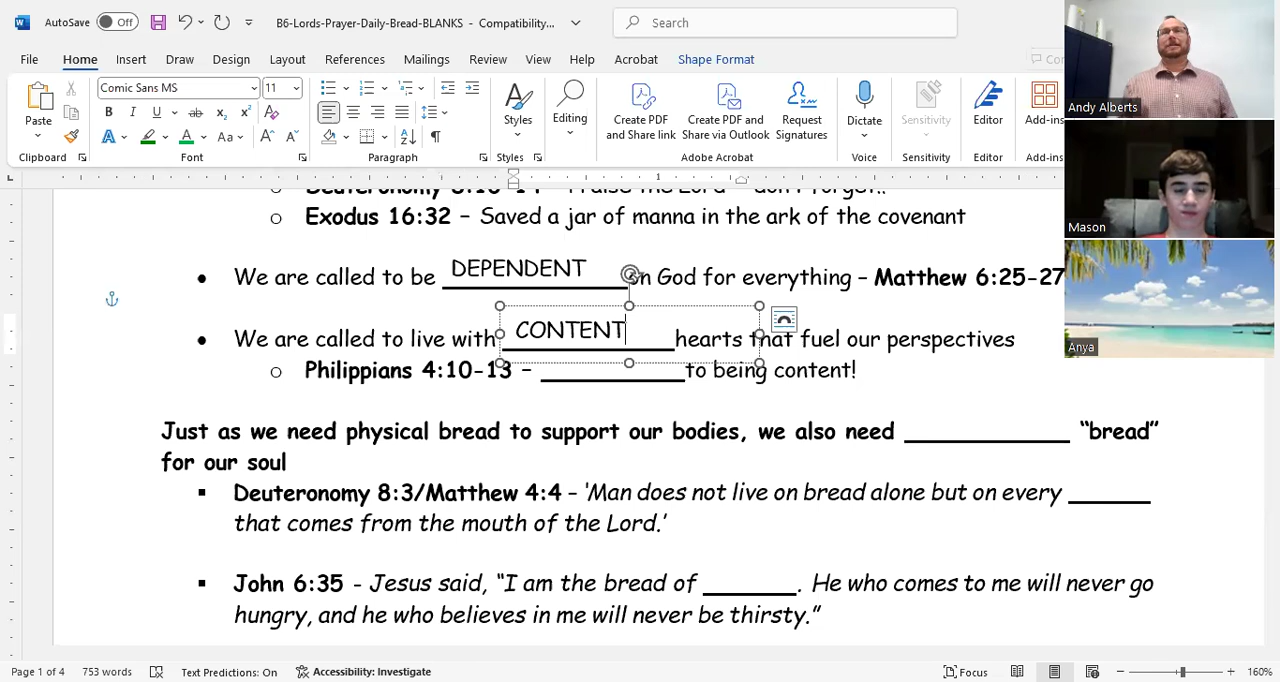 AutoSave Off B6-Lords-Prayer-Daily-Bread-BLANKS - Compatibility... Search
File Home Insert Draw Design Layout References Mailings Review View Help Acrobat Shape Format
Paste
Clipboard
Comic Sans MS 11
Font
Paragraph
Styles
Styles
Editing
Create PDF and Share link
Create PDF and Share via Outlook
Request Signatures
Adobe Acrobat
Dictate
Voice
Sensitivity
Sensitivity
Editor
Editor
Add-ins
Andy Alberts
Mason
Anya
1
Exodus 16:32 – Saved a jar of manna in the ark of the covenant
We are called to be DEPENDENT on God for everything – Matthew 6:25-27
We are called to live with CONTENT hearts that fuel our perspectives
Philippians 4:10-13 – ____________ to being content!
Just as we need physical bread to support our bodies, we also need ____________ “bread”
for our soul
Deuteronomy 8:3/Matthew 4:4 – ‘Man does not live on bread alone but on every ______
that comes from the mouth of the Lord.’
John 6:35 - Jesus said, “I am the bread of _______. He who comes to me will never go
hungry, and he who believes in me will never be thirsty.”
Page 1 of 4 753 words Text Predictions: On Accessibility: Investigate Focus 160%